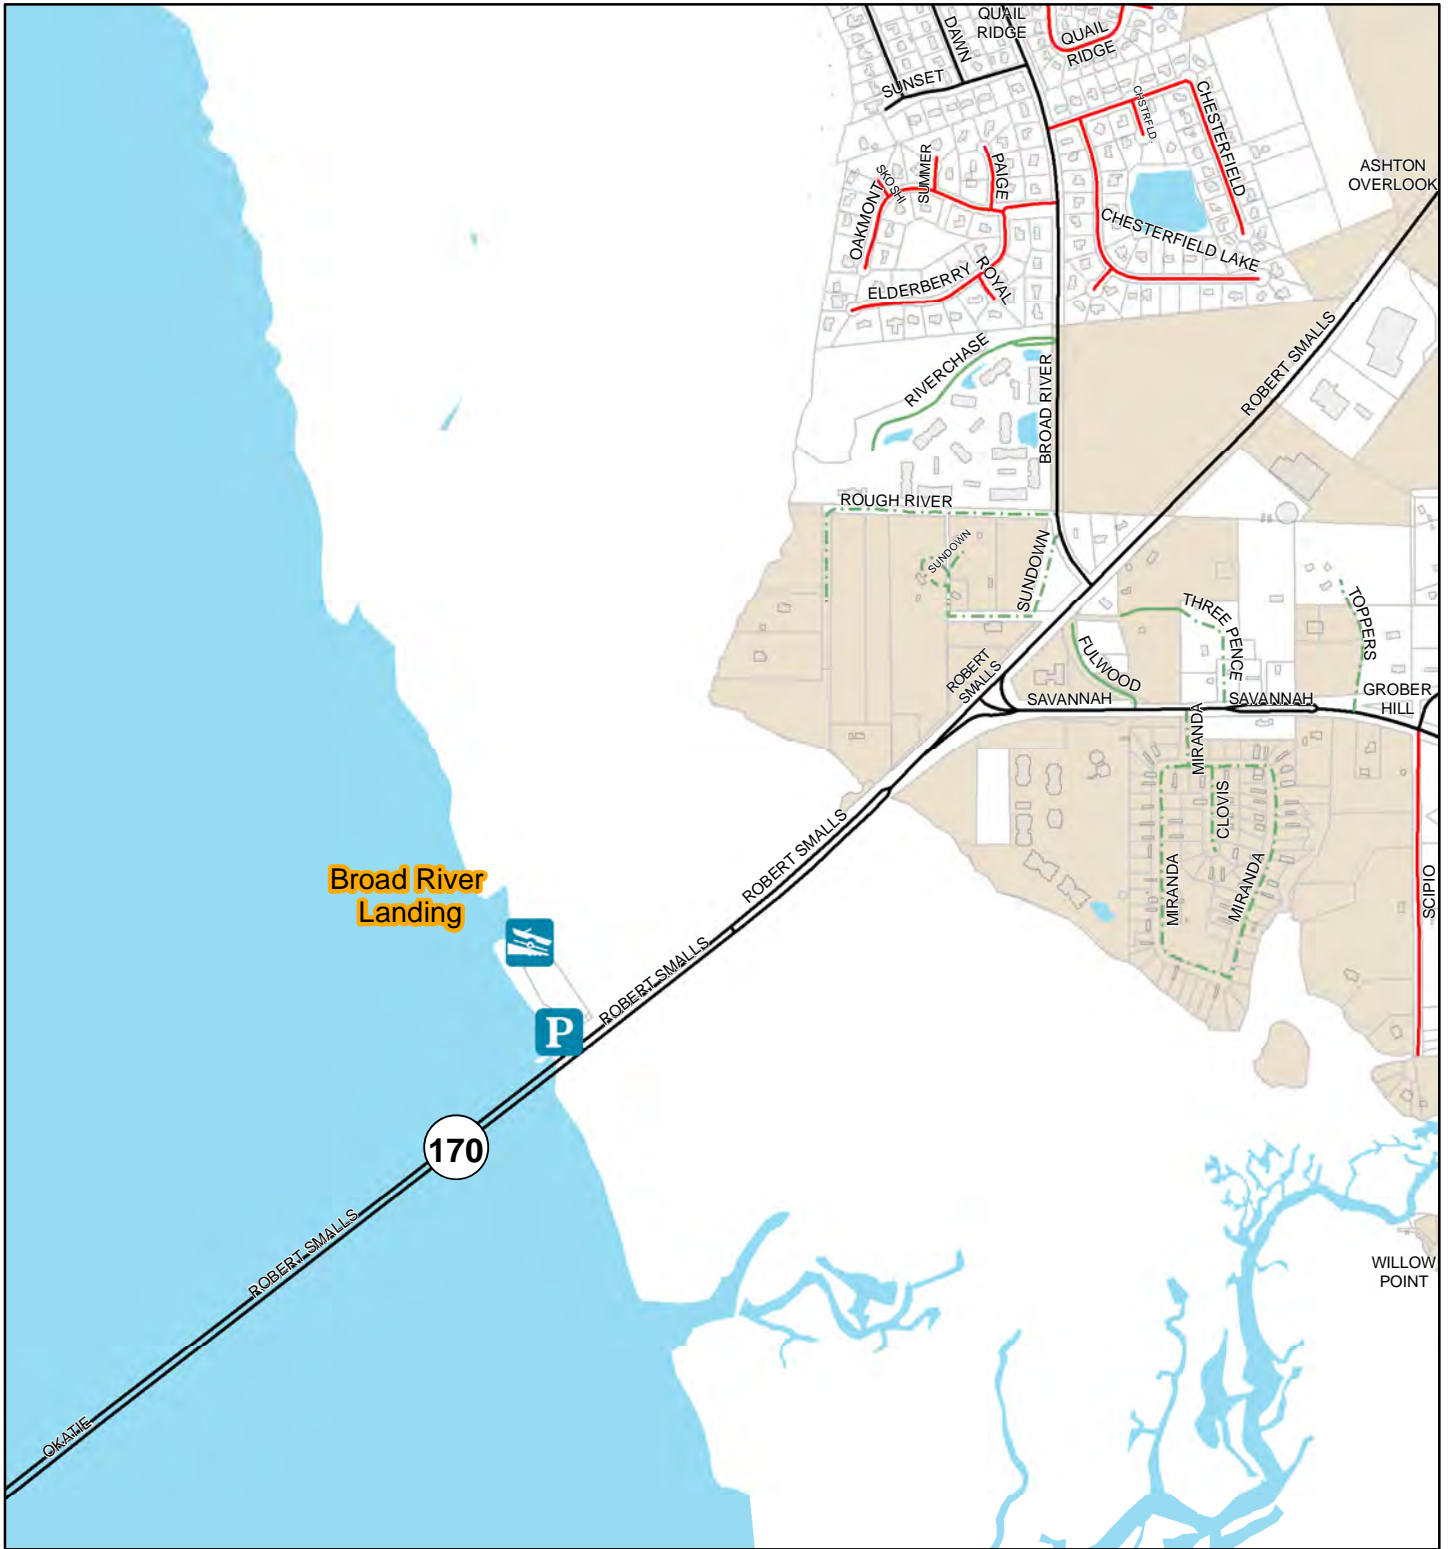 QUAIL
RIDGE
DAWN
QUAIL
RIDGE
SUNSET
CHSTRFLD
CHESTERFIELD
ASHTON
OVERLOOK
SKOSHI
SUMMER
PAIGE
OAKMONT
CHESTERFIELD LAKE
ELDERBERRY
ROYAL
RIVERCHASE
BROAD RIVER
ROBERT SMALLS
ROUGH RIVER
SUNDOWN
SUNDOWN
THREE PENCE
TOPPERS
FULWOOD
ROBERT
SMALLS
SAVANNAH
SAVANNAH
GROBER
HILL
MIRANDA
CLOVIS
MIRANDA
MIRANDA
SCIPIO
ROBERT SMALLS
Broad River
Landing
ROBERT SMALLS
P
170
ROBERT SMALLS
WILLOW
POINT
OKATIE